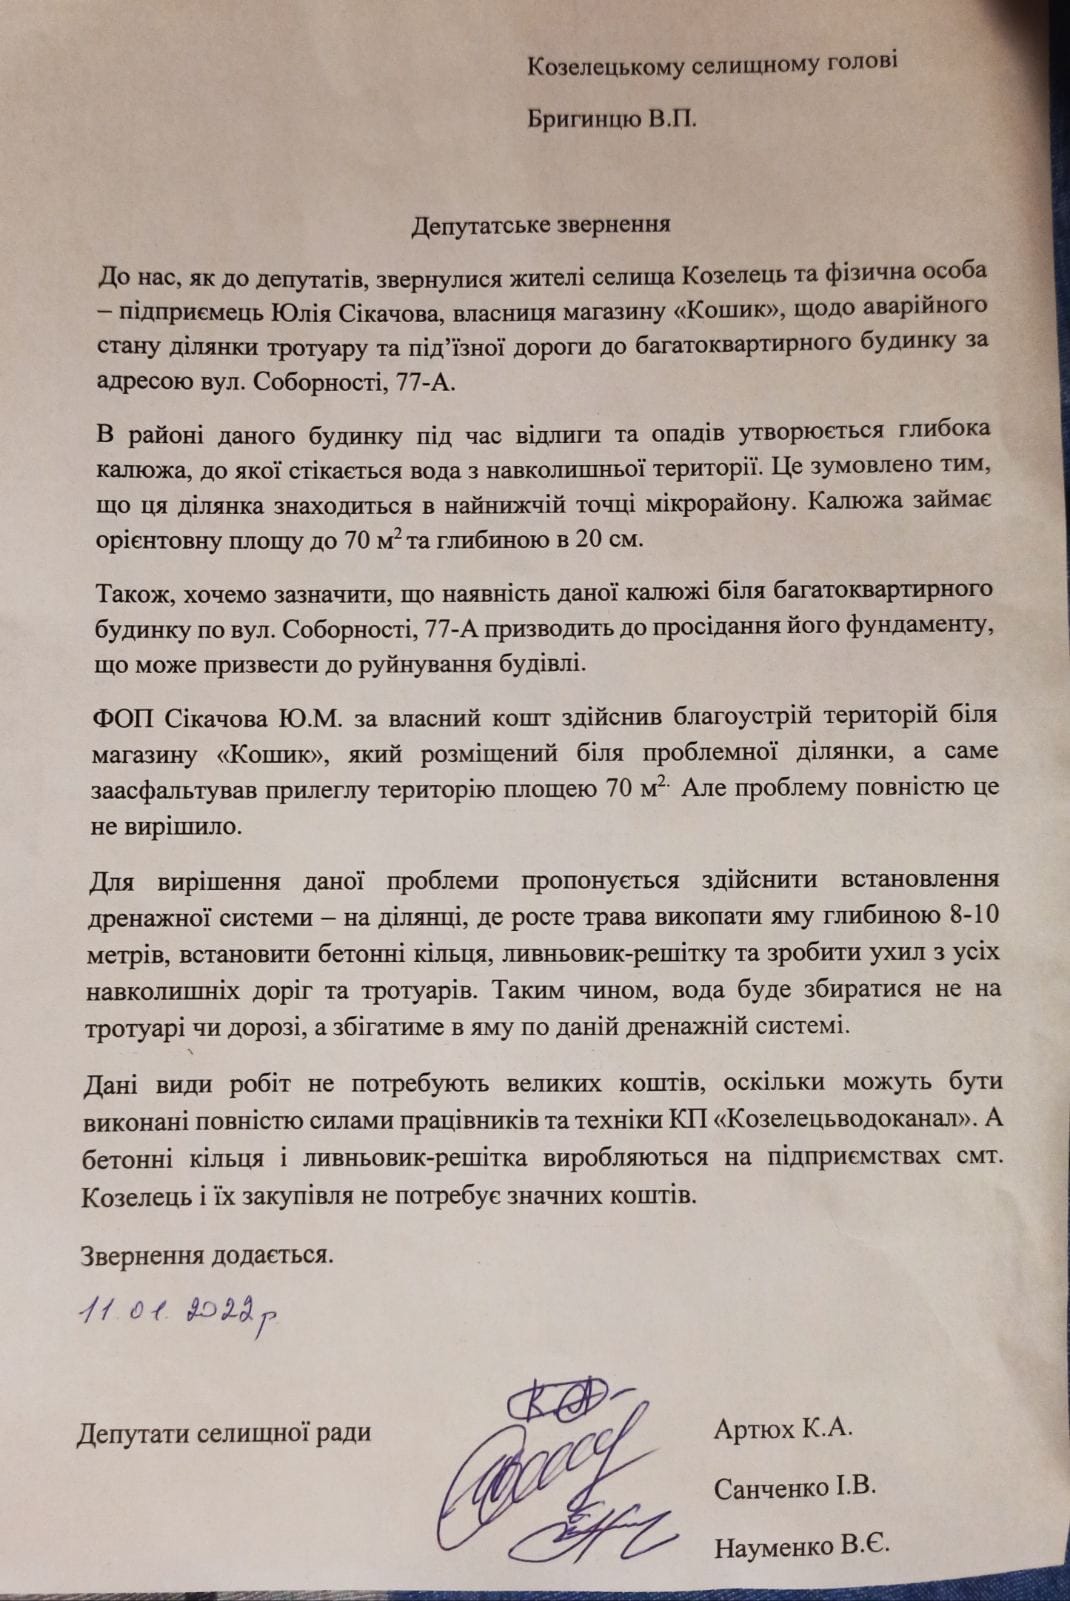 Козелецькому селищному голові
Бригинцю В.П.
Депутатське звернення
До нас, як до депутатів, звернулися жителі селища Козелець та фізична особа
– підприємець Юлія Сікачова, власниця магазину «Кошик», щодо аварійного
стану ділянки тротуару та під’їзної дороги до багатоквартирного будинку за
адресою вул. Соборності, 77-А.
В районі даного будинку під час відлиги та опадів утворюється глибока
калюжа, до якої стікається вода з навколишньої території. Це зумовлено тим,
що ця ділянка знаходиться в найнижчій точці мікрорайону. Калюжа займає
орієнтовну площу до 70 м² та глибиною в 20 см.
Також, хочемо зазначити, що наявність даної калюжі біля багатоквартирного
будинку по вул. Соборності, 77-А призводить до просідання його фундаменту,
що може призвести до руйнування будівлі.
ФОП Сікачова Ю.М. за власний кошт здійснив благоустрій територій біля
магазину «Кошик», який розміщений біля проблемної ділянки, а саме
заасфальтував прилеглу територію площею 70 м². Але проблему повністю це
не вирішило.
Для вирішення даної проблеми пропонується здійснити встановлення
дренажної системи – на ділянці, де росте трава викопати яму глибиною 8-10
метрів, встановити бетонні кільця, ливньовик-решітку та зробити ухил з усіх
навколишніх доріг та тротуарів. Таким чином, вода буде збиратися не на
тротуарі чи дорозі, а збігатиме в яму по даній дренажній системі.
Дані види робіт не потребують великих коштів, оскільки можуть бути
виконані повністю силами працівників та техніки КП «Козелецьводоканал». А
бетонні кільця і ливньовик-решітка виробляються на підприємствах смт.
Козелець і їх закупівля не потребує значних коштів.
Звернення додається.
11.01.2022р
Депутати селищної ради
Артюх К.А.
Санченко І.В.
Науменко В.Є.